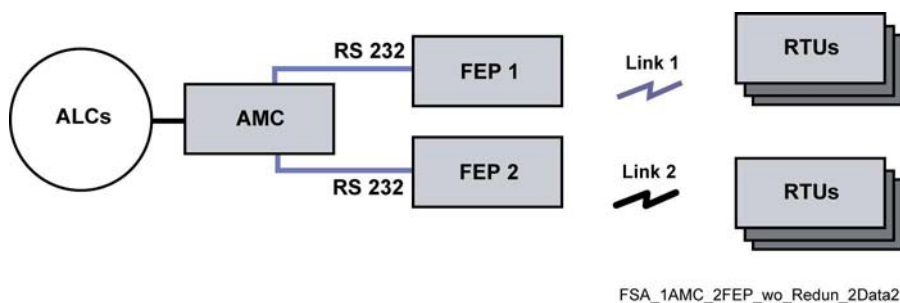 RS 232
FEP 1
Link 1
RTUs
ALCs
AMC
RS 232
FEP 2
Link 2
RTUs
FSA_1AMC_2FEP_wo_Redun_2Data2